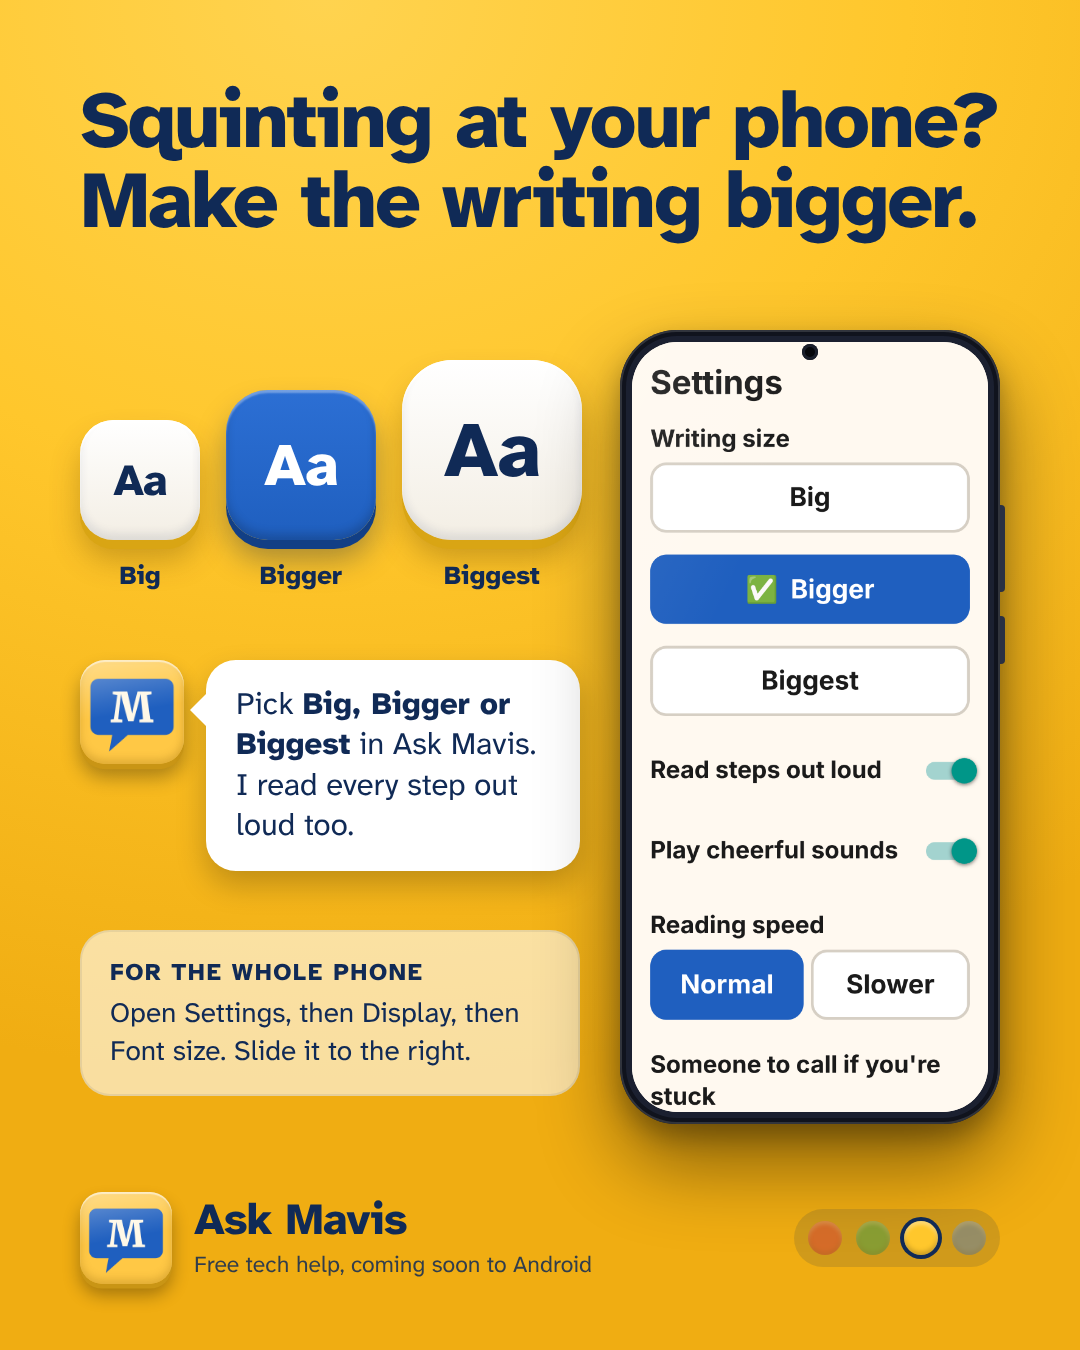 Squinting at your phone?
Make the writing bigger.
Aa
Aa
Aa
Big
Bigger
Biggest
M
Pick Big, Bigger or
Biggest in Ask Mavis.
I read every step out
loud too.
FOR THE WHOLE PHONE
Open Settings, then Display, then
Font size. Slide it to the right.
Settings
Writing size
Big
✅ Bigger
Biggest
Read steps out loud
Play cheerful sounds
Reading speed
Normal
Slower
Someone to call if you're
stuck
M
Ask Mavis
Free tech help, coming soon to Android